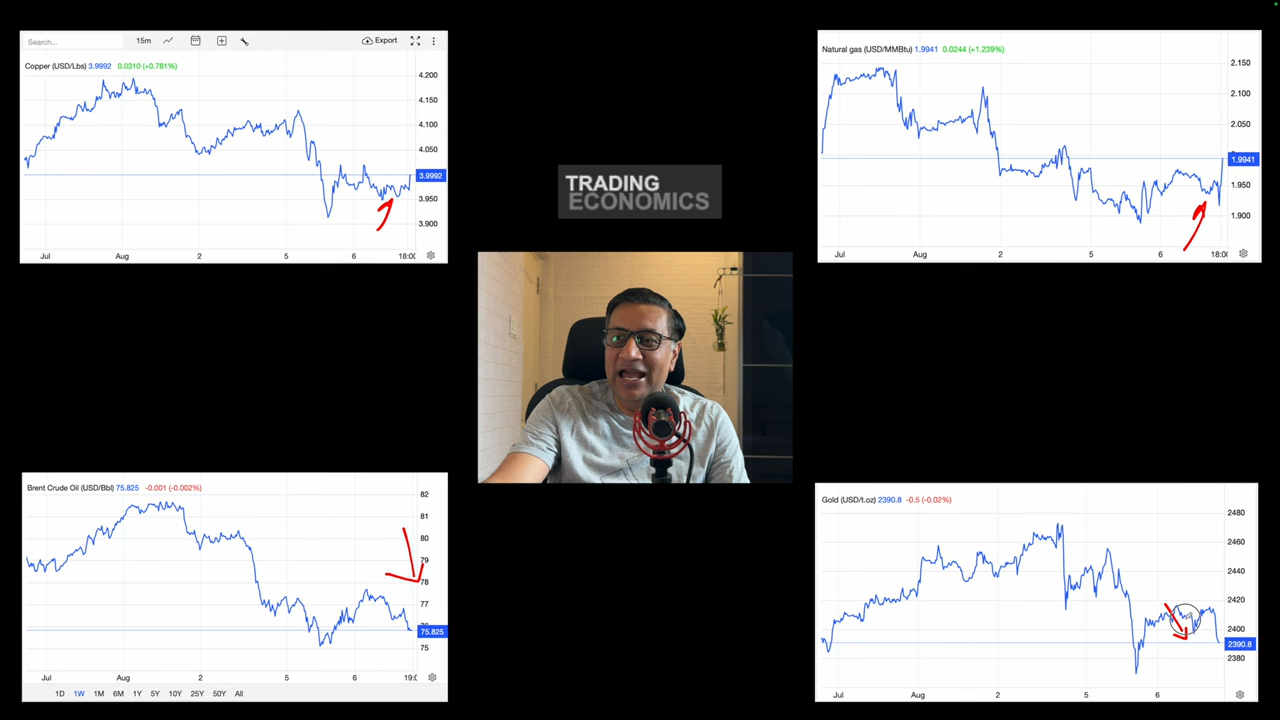 Search...
15m
Export
Copper (USD/Lbs) 3.9992 0.0310 (+0.781%)
4.200
4.150
4.100
4.050
3.9992
3.950
3.900
Jul Aug 2 5 6 18:00
Natural gas (USD/MMBtu) 1.9941 0.0244 (+1.239%)
2.150
2.100
2.050
1.9941
1.950
1.900
Jul Aug 2 5 6 18:00
TRADING
ECONOMICS
Brent Crude Oil (USD/Bbl) 75.825 -0.001 (-0.002%)
82
81
80
79
78
77
75.825
75
Jul Aug 2 5 6
1D 1W 1M 6M 1Y 5Y 10Y 25Y 50Y All
Gold (USD/t.oz) 2390.8 -0.5 (-0.02%)
2480
2460
2440
2420
2400
2390.8
2380
Jul Aug 2 5 6